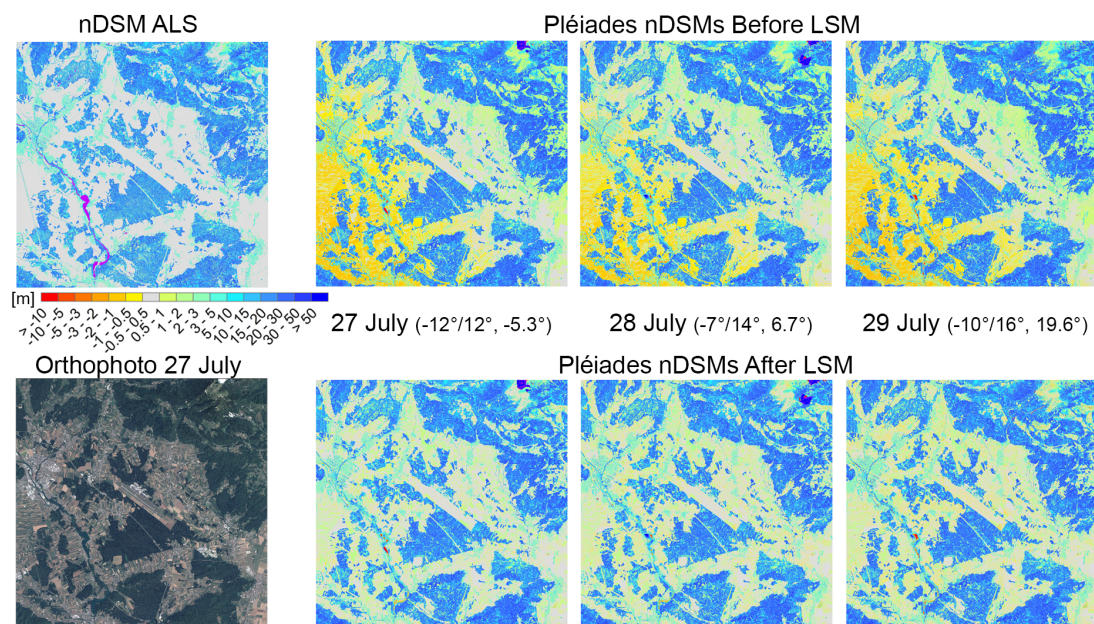 nDSM ALS
Pléiades nDSMs Before LSM
[m]
> -10
-10 - -5
-5 - -3
-3 - -2
-2 - -1
-1 - -0.5
-0.5 - 0.5
0.5 - 1
1 - 2
2 - 3
3 - 5
5 - 10
10 - 15
15 - 20
20 - 30
30 - 50
> 50
27 July (-12°/12°, -5.3°)
28 July (-7°/14°, 6.7°)
29 July (-10°/16°, 19.6°)
Orthophoto 27 July
Pléiades nDSMs After LSM